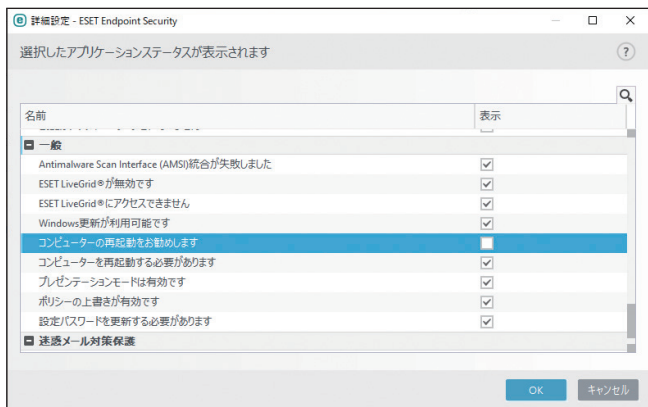 詳細設定 - ESET Endpoint Security
選択したアプリケーションステータスが表示されます
?
名前 表示
一般
Antimalware Scan Interface (AMSI)統合が失敗しました
ESET LiveGrid®が無効です
ESET LiveGrid®にアクセスできません
Windows更新が利用可能です
コンピューターの再起動をお勧めします
コンピューターを再起動する必要があります
プレゼンテーションモードは有効です
ポリシーの上書きが有効です
設定パスワードを更新する必要があります
迷惑メール対策保護
OK キャンセル